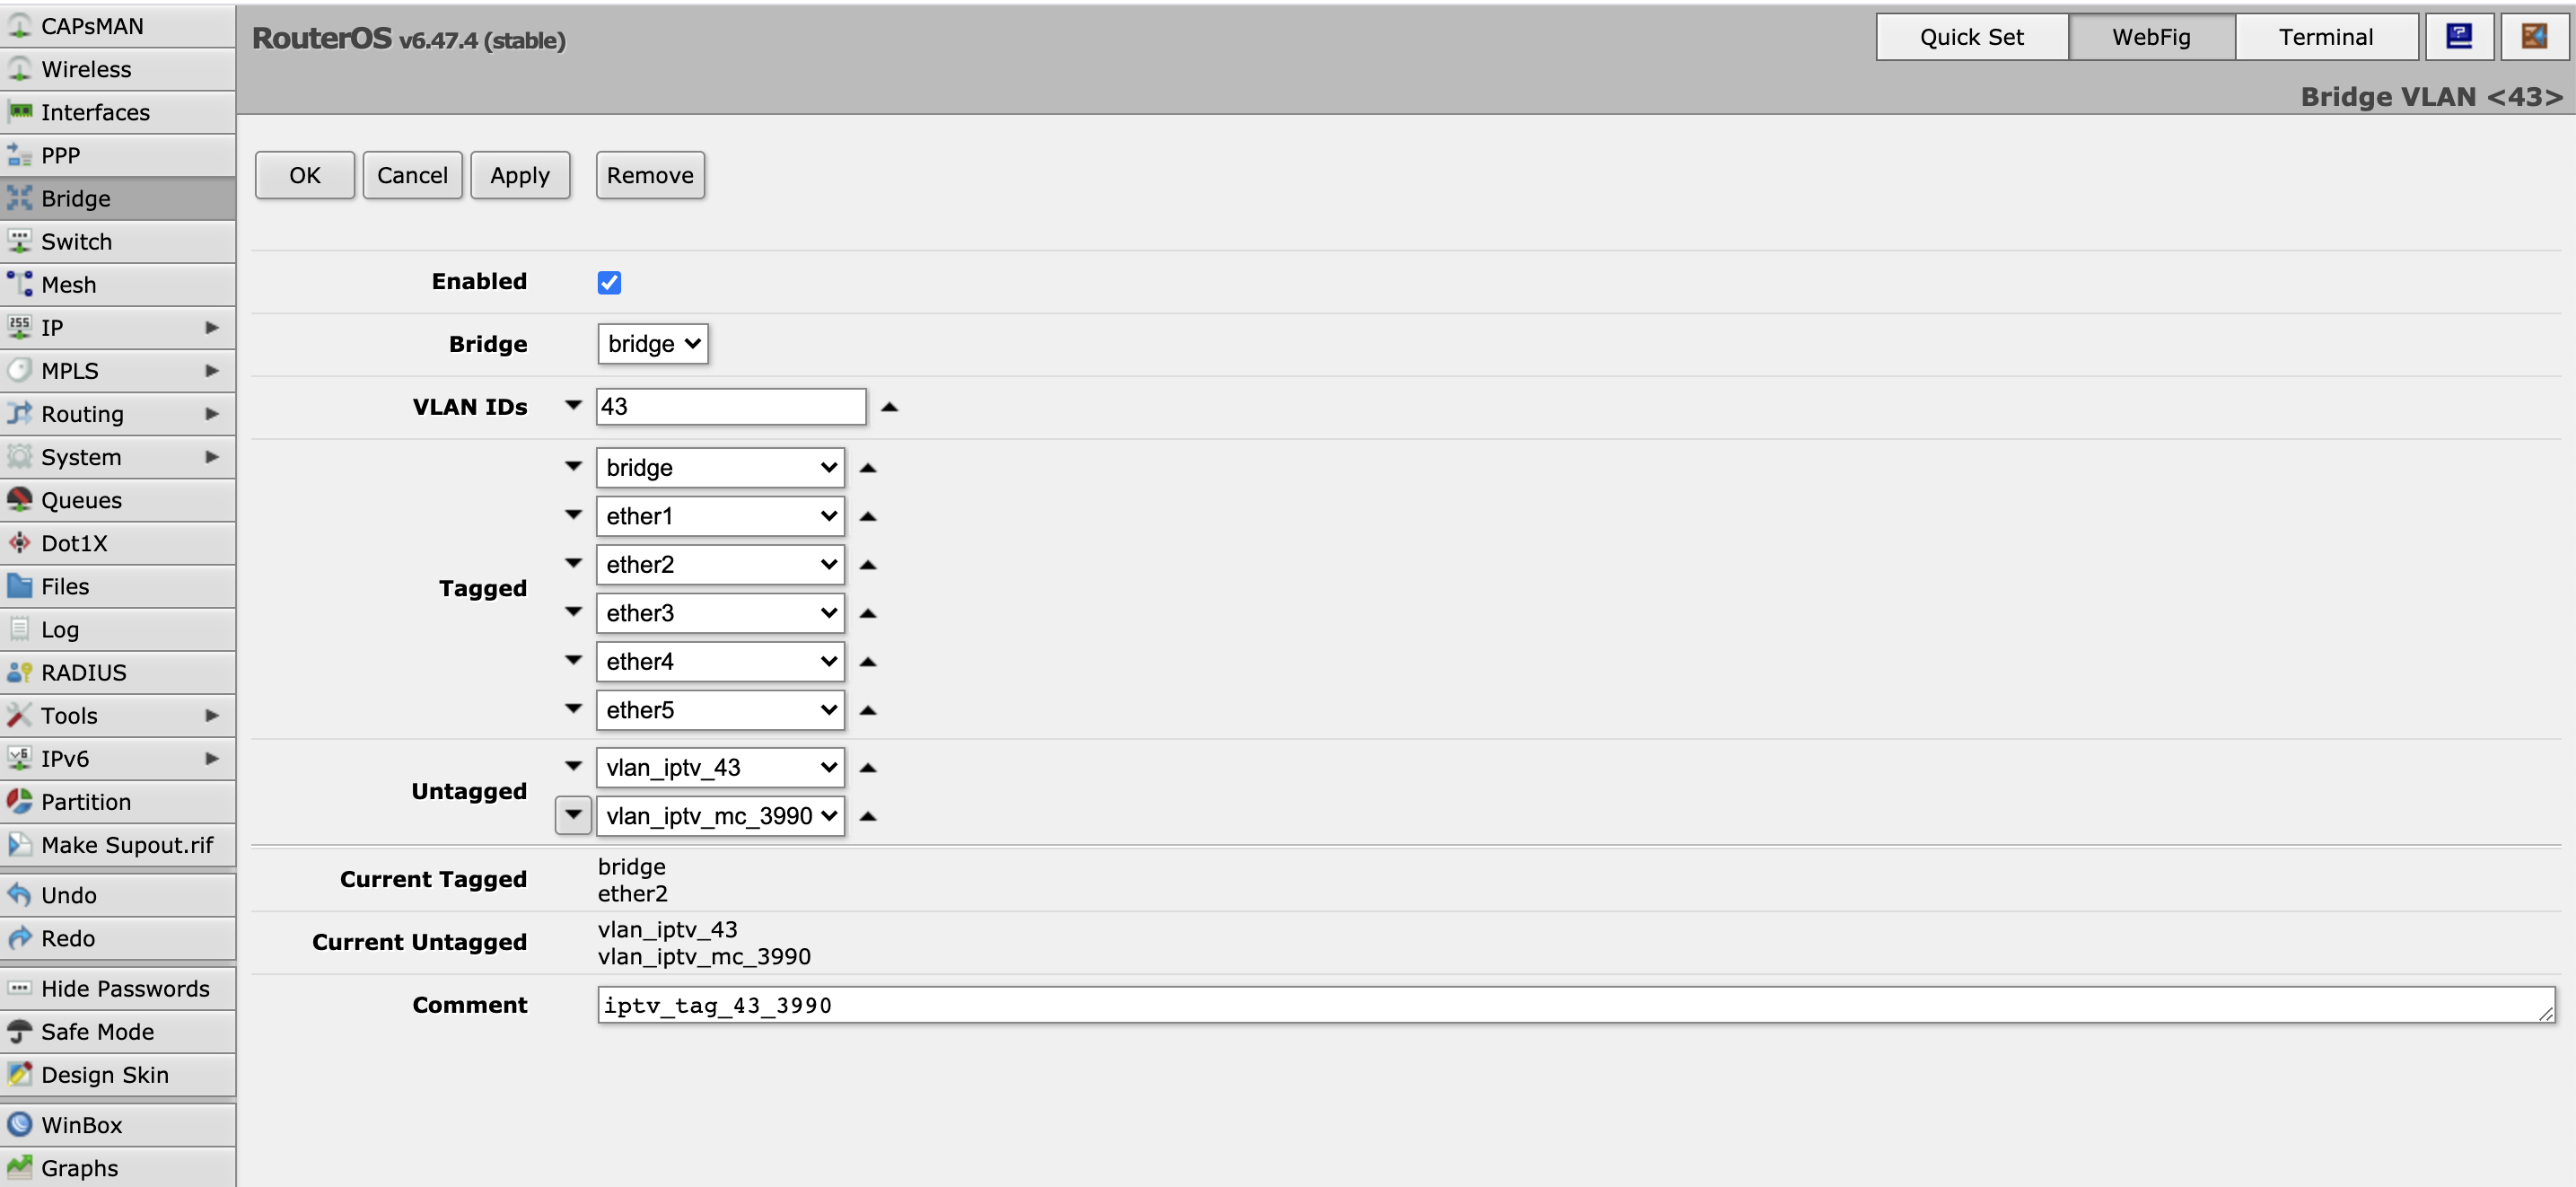 CAPsMAN
Wireless
Interfaces
PPP
Bridge
Switch
Mesh
255
IP
MPLS
Routing
System
Queues
Dot1X
Files
Log
RADIUS
Tools
v6
IPv6
Partition
Make Supout.rif
Undo
Redo
Hide Passwords
Safe Mode
Design Skin
WinBox
Graphs
RouterOS v6.47.4 (stable)
Quick Set
WebFig
Terminal
?
Bridge VLAN <43>
OK
Cancel
Apply
Remove
Enabled
Bridge
bridge
VLAN IDs
43
Tagged
bridge
ether1
ether2
ether3
ether4
ether5
Untagged
vlan_iptv_43
vlan_iptv_mc_3990
Current Tagged
bridge
ether2
Current Untagged
vlan_iptv_43
vlan_iptv_mc_3990
Comment
iptv_tag_43_3990